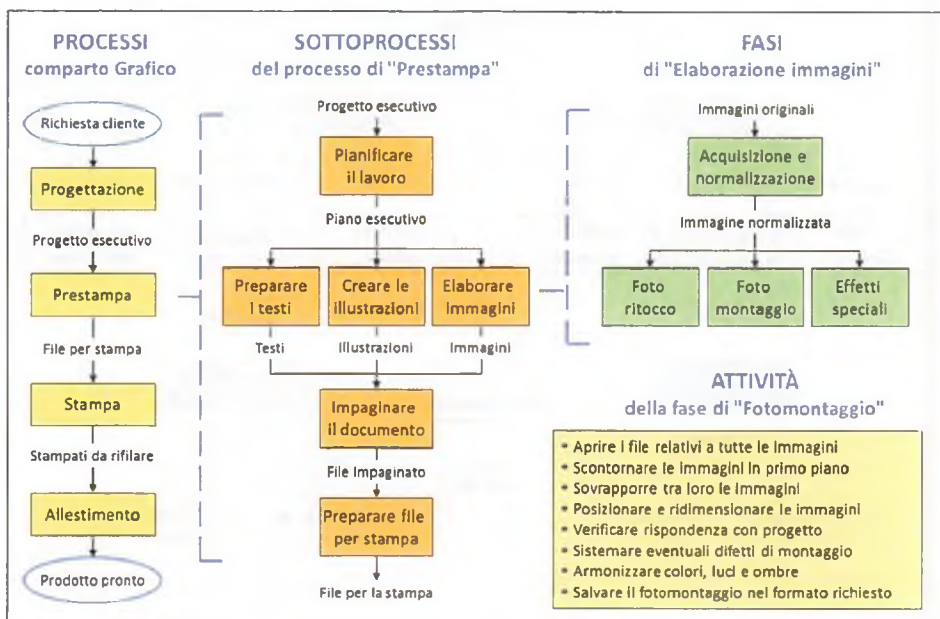 PROCESSI
comparto Grafico
Richiesta cliente
Progettazione
Progetto esecutivo
Prestampa
File per stampa
Stampa
Stampati da rifilare
Allestimento
Prodotto pronto
SOTTOPROCESSI
del processo di "Prestampa"
Progetto esecutivo
Pianificare
il lavoro
Piano esecutivo
Preparare
i testi
Creare le
illustrazioni
Elaborare
immagini
Testi
Illustrazioni
Immagini
Impaginare
il documento
File Impaginato
Preparare file
per stampa
File per la stampa
FASI
di "Elaborazione immagini"
Immagini originali
Acquisizione e
normalizzazione
Immagine normalizzata
Foto
ritocco
Foto
montaggio
Effetti
speciali
ATTIVITÀ
della fase di "Fotomontaggio"
• Aprire i file relativi a tutte le immagini
• Scontornare le immagini in primo piano
• Sovrapporre tra loro le immagini
• Posizionare e ridimensionare le immagini
• Verificare rispondenza con progetto
• Sistemare eventuali difetti di montaggio
• Armonizzare colori, luci e ombre
• Salvare il fotomontaggio nel formato richiesto